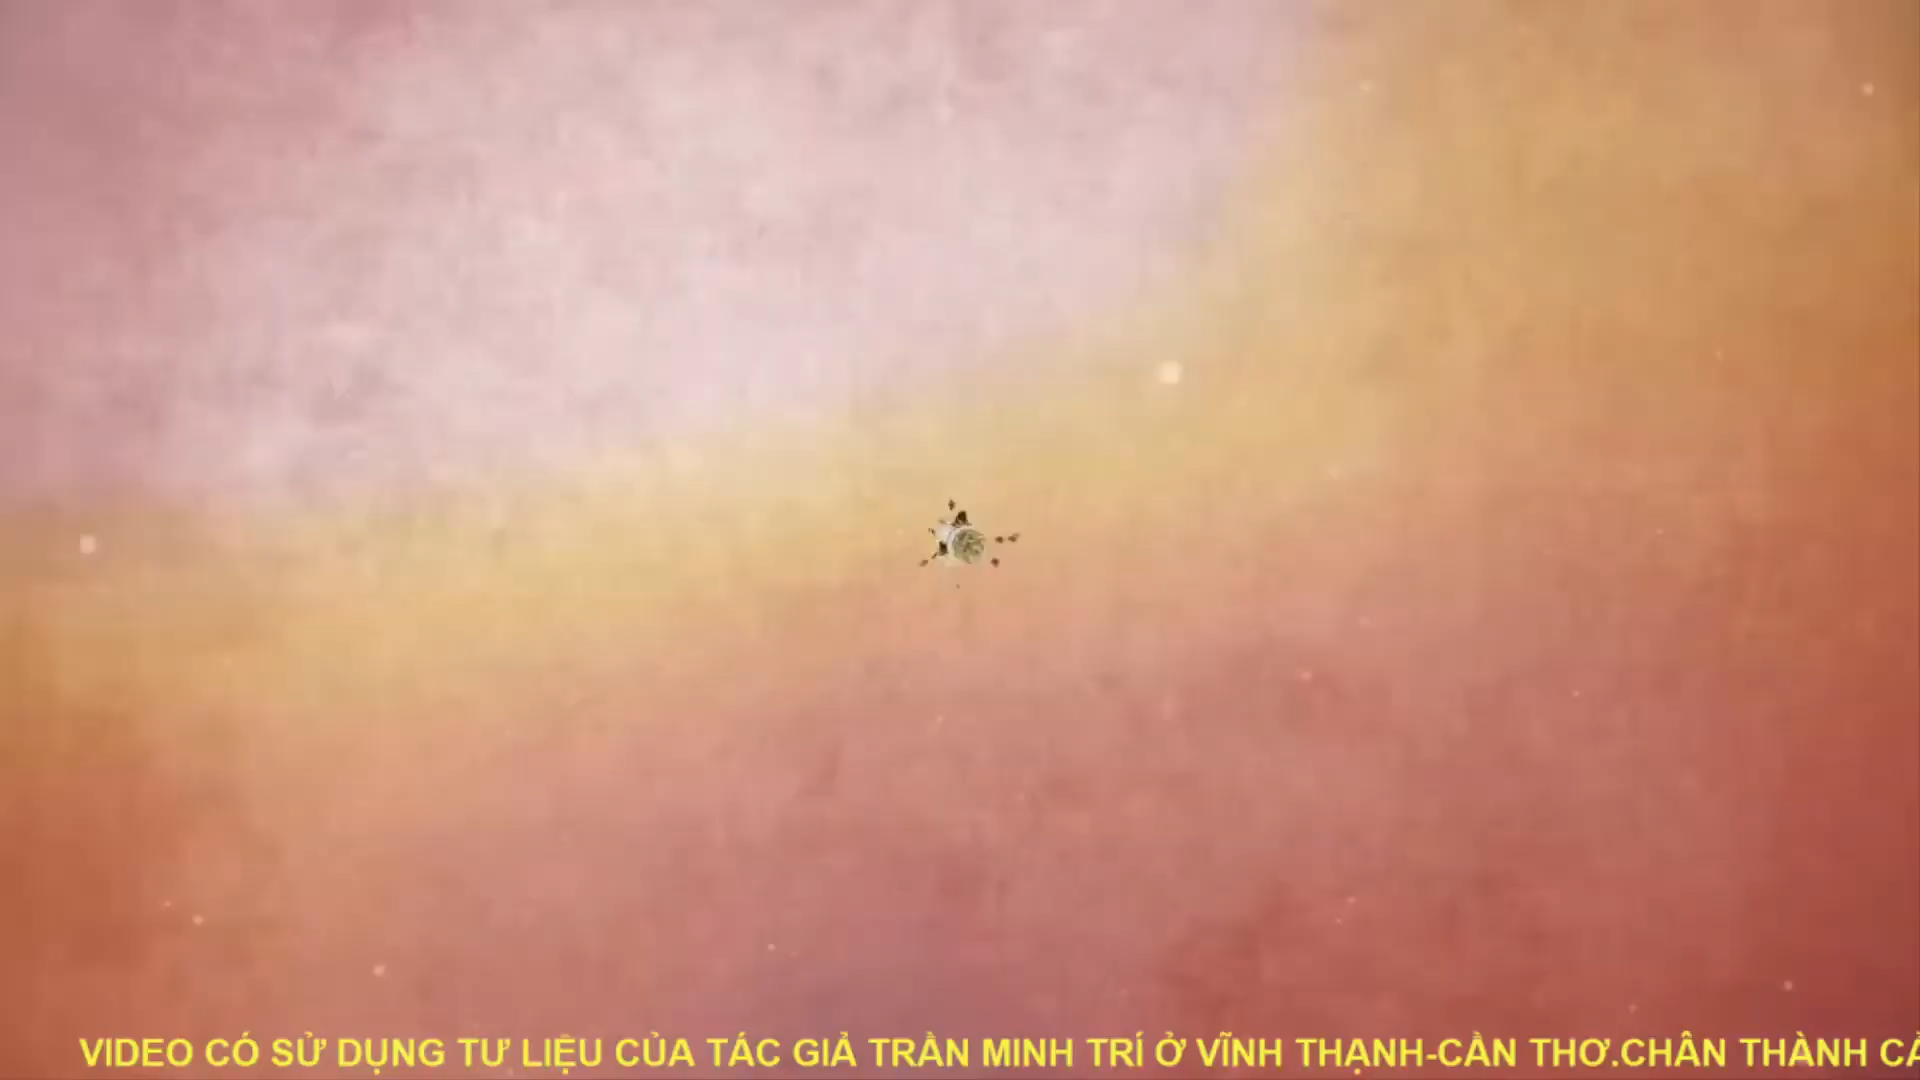 VIDEO CÓ SỬ DỤNG TƯ LIỆU CỦA TÁC GIẢ TRẦN MINH TRÍ Ở VĨNH THẠNH-CẦN THƠ.CHÂN THÀNH